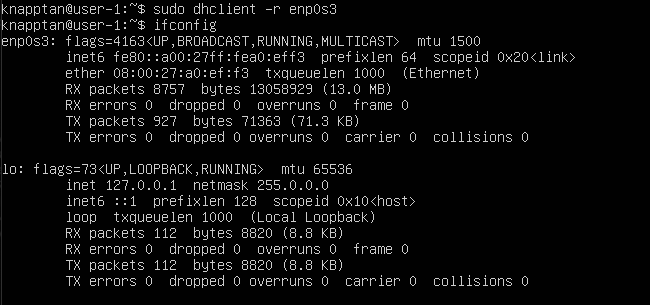 knapptan@user-1:~$ sudo dhclient -r enp0s3
knapptan@user-1:~$ ifconfig
enp0s3: flags=4163<UP,BROADCAST,RUNNING,MULTICAST>  mtu 1500
        inet6 fe80::a00:27ff:fea0:eff3  prefixlen 64  scopeid 0x20<link>
        ether 08:00:27:a0:ef:f3  txqueuelen 1000  (Ethernet)
        RX packets 8757  bytes 13058929 (13.0 MB)
        RX errors 0  dropped 0  overruns 0  frame 0
        TX packets 927  bytes 71363 (71.3 KB)
        TX errors 0  dropped 0 overruns 0  carrier 0  collisions 0

lo: flags=73<UP,LOOPBACK,RUNNING>  mtu 65536
        inet 127.0.0.1  netmask 255.0.0.0
        inet6 ::1  prefixlen 128  scopeid 0x10<host>
        loop  txqueuelen 1000  (Local Loopback)
        RX packets 112  bytes 8820 (8.8 KB)
        RX errors 0  dropped 0  overruns 0  frame 0
        TX packets 112  bytes 8820 (8.8 KB)
        TX errors 0  dropped 0 overruns 0  carrier 0  collisions 0